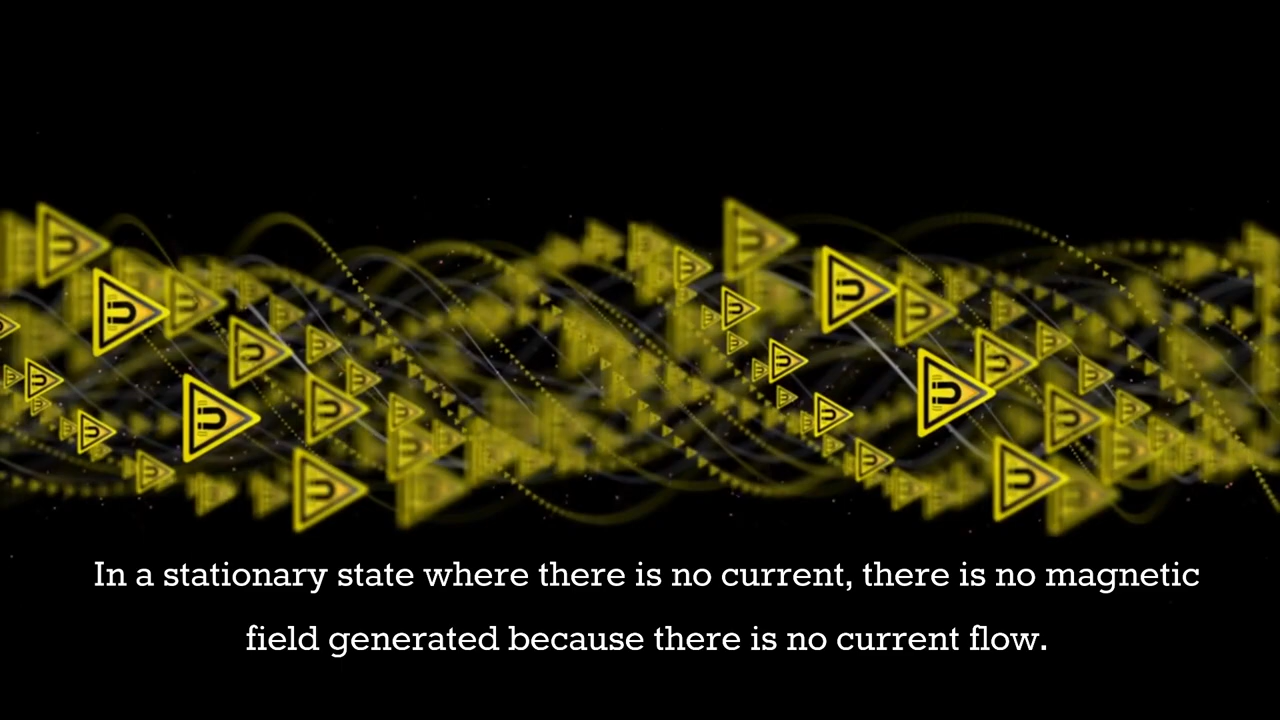 In a stationary state where there is no current, there is no magnetic
field generated because there is no current flow.